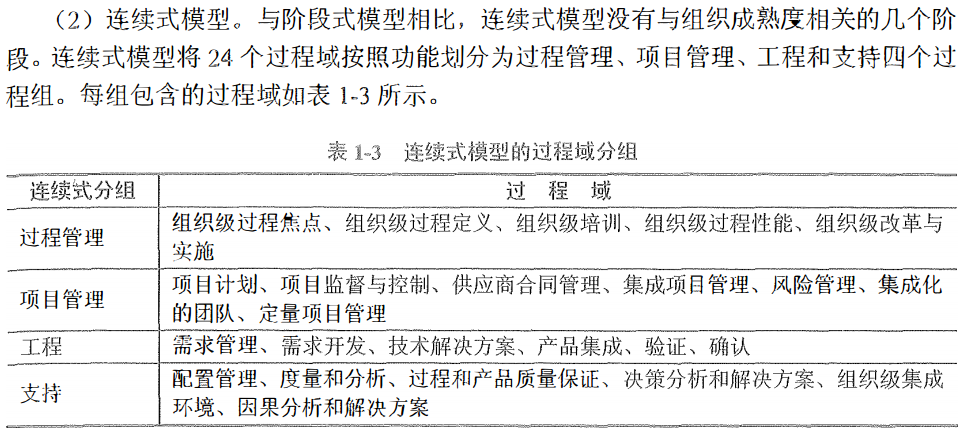 （2）连续式模型。与阶段式模型相比，连续式模型没有与组织成熟度相关的几个阶
段。连续式模型将 24 个过程域按照功能划分为过程管理、项目管理、工程和支持四个过
程组。每组包含的过程域如表 1-3 所示。
表 1-3 连续式模型的过程域分组
连续式分组 过 程 域
过程管理 组织级过程焦点、组织级过程定义、组织级培训、组织级过程性能、组织级改革与
实施
项目管理 项目计划、项目监督与控制、供应商合同管理、集成项目管理、风险管理、集成化
的团队、定量项目管理
工程 需求管理、需求开发、技术解决方案、产品集成、验证、确认
支持 配置管理、度量和分析、过程和产品质量保证、决策分析和解决方案、组织级集成
环境、因果分析和解决方案